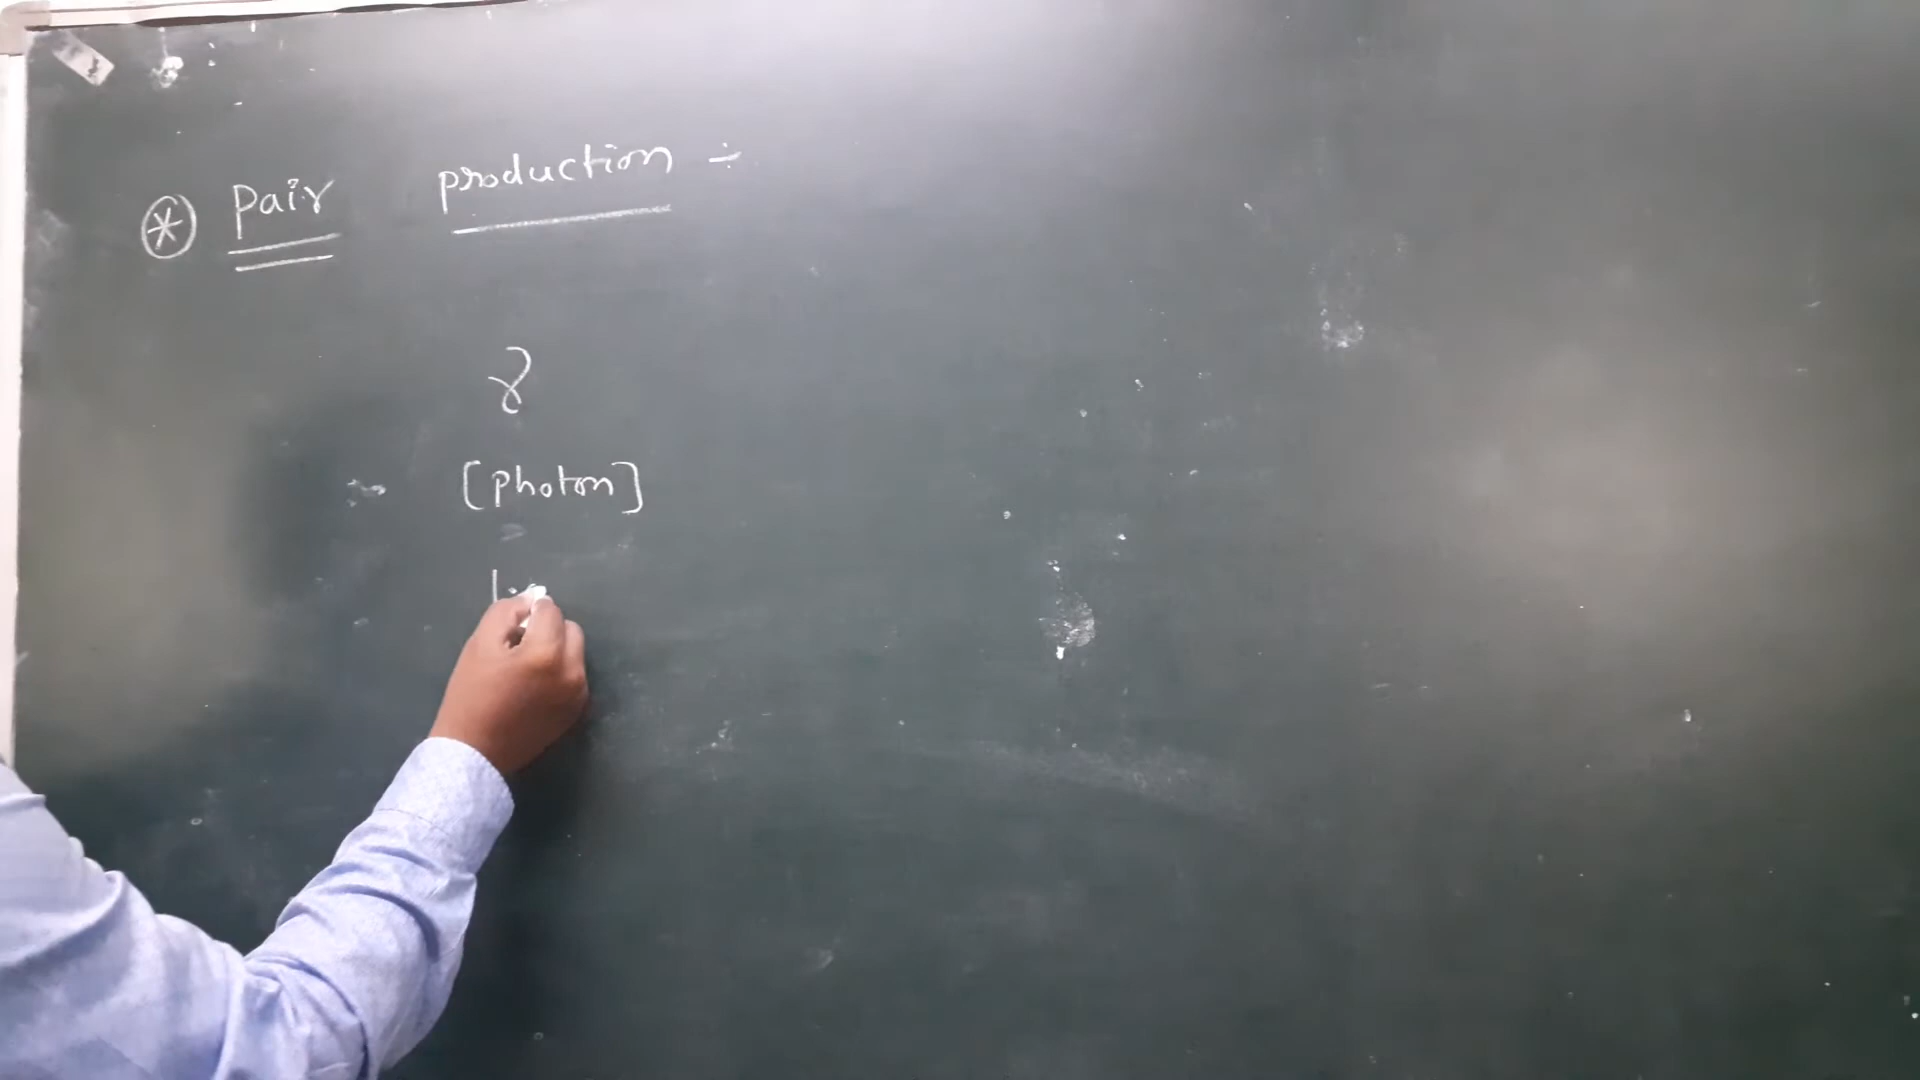 * Pair production ÷
γ
[photon]